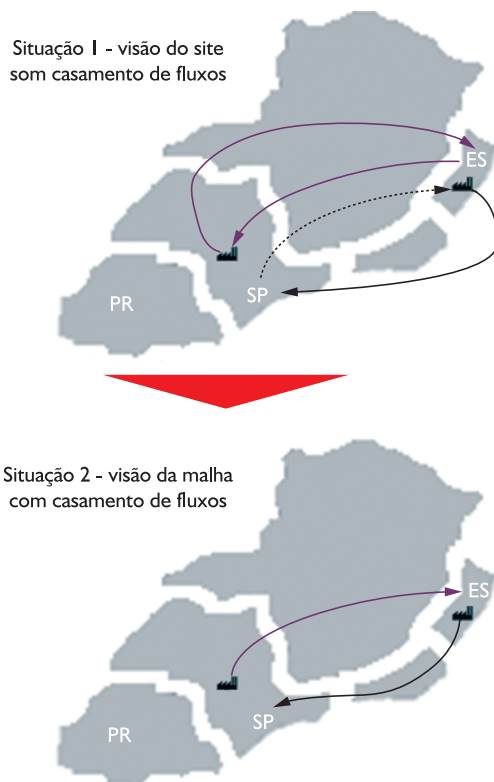 Situação 1 - visão do site
som casamento de fluxos
ES
SP
PR
Situação 2 - visão da malha
com casamento de fluxos
ES
SP
PR